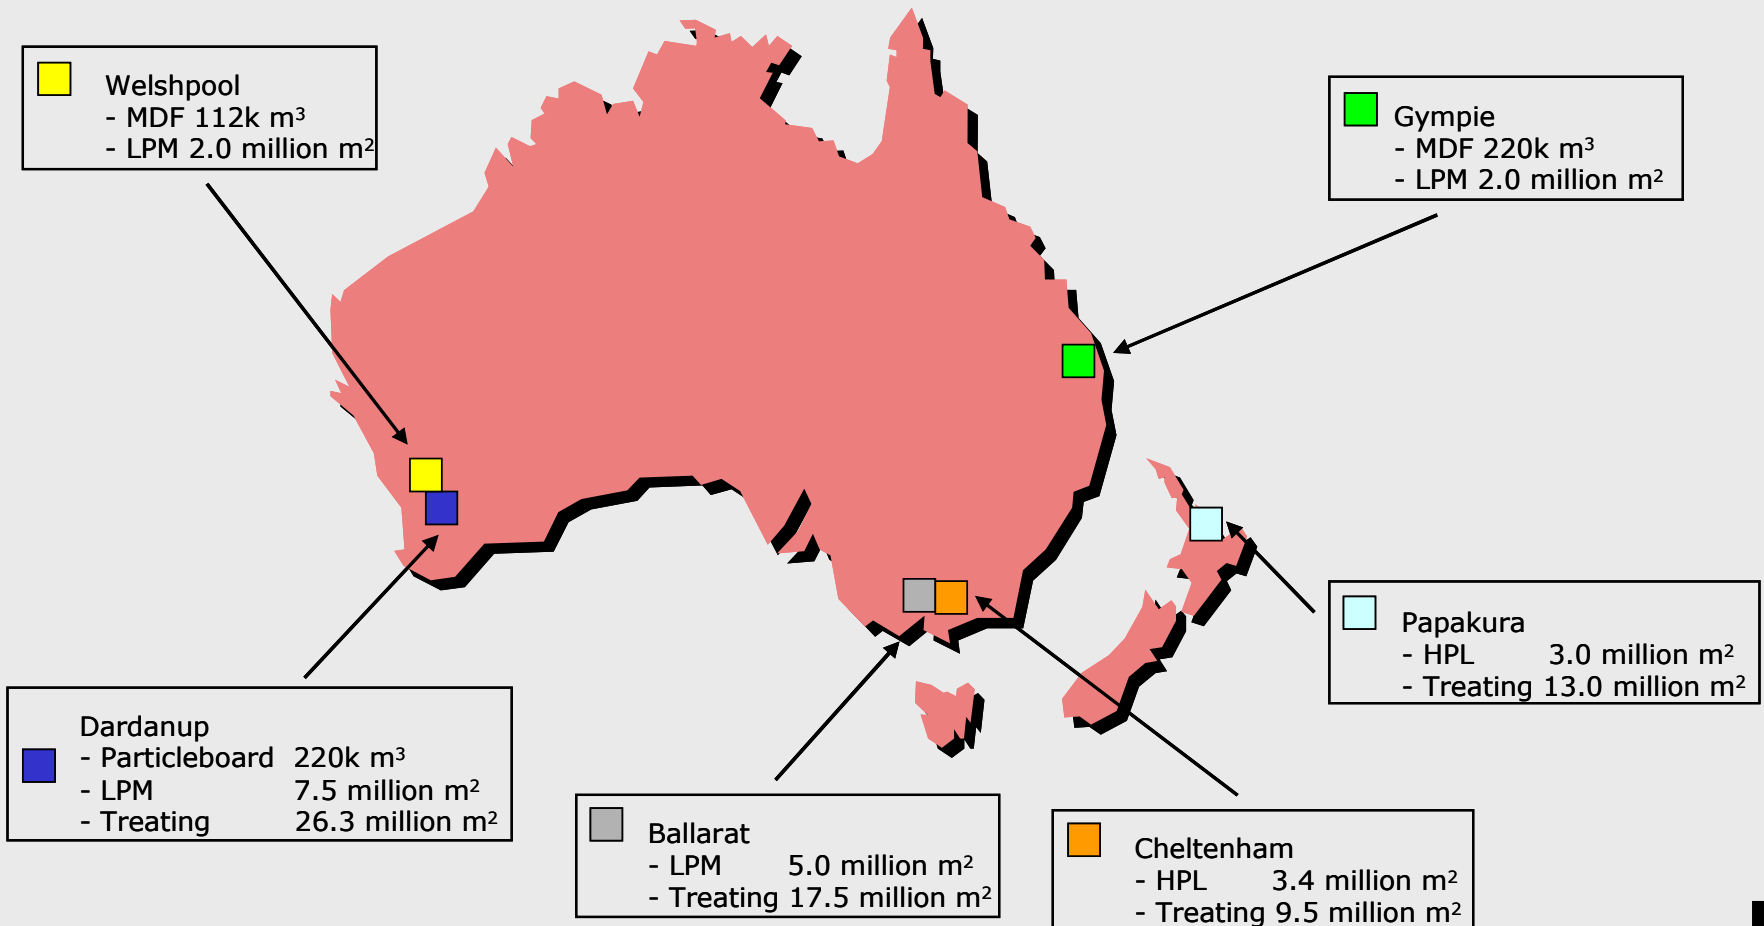 Welshpool
- MDF 112k m³
- LPM 2.0 million m²
Gympie
- MDF 220k m³
- LPM 2.0 million m²
Papakura
- HPL 3.0 million m²
- Treating 13.0 million m²
Dardanup
- Particleboard 220k m³
- LPM 7.5 million m²
- Treating 26.3 million m²
Ballarat
- LPM 5.0 million m²
- Treating 17.5 million m²
Cheltenham
- HPL 3.4 million m²
- Treating 9.5 million m²